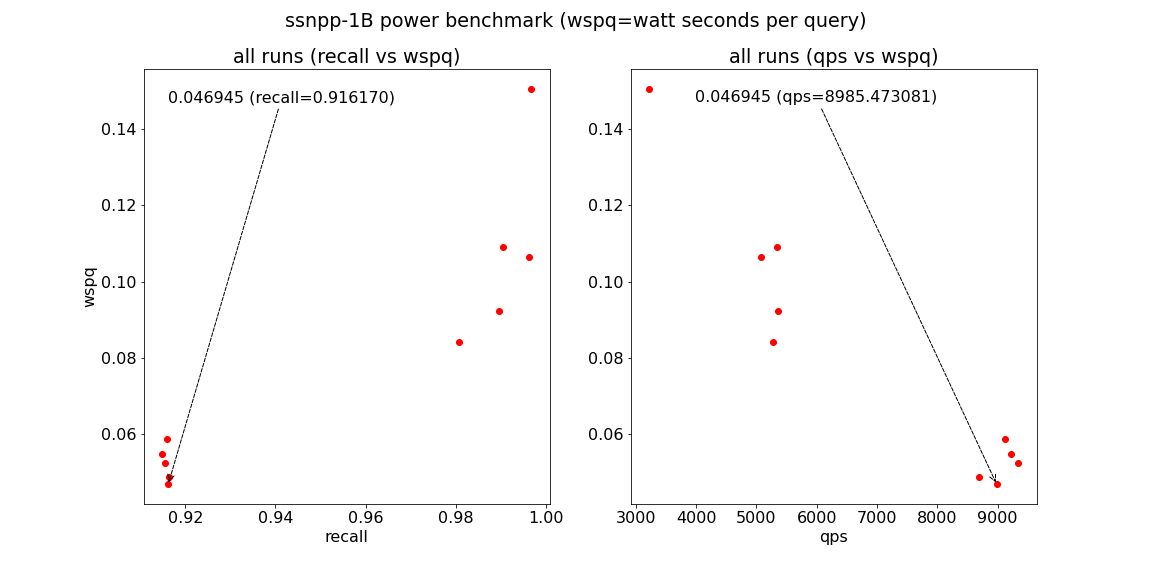 ssnpp-1B power benchmark (wspq=watt seconds per query)
all runs (recall vs wspq)
0.046945 (recall=0.916170)
0.14
0.12
0.10
0.08
0.06
wspq
0.92 0.94 0.96 0.98 1.00
recall
all runs (qps vs wspq)
0.046945 (qps=8985.473081)
0.14
0.12
0.10
0.08
0.06
3000 4000 5000 6000 7000 8000 9000
qps